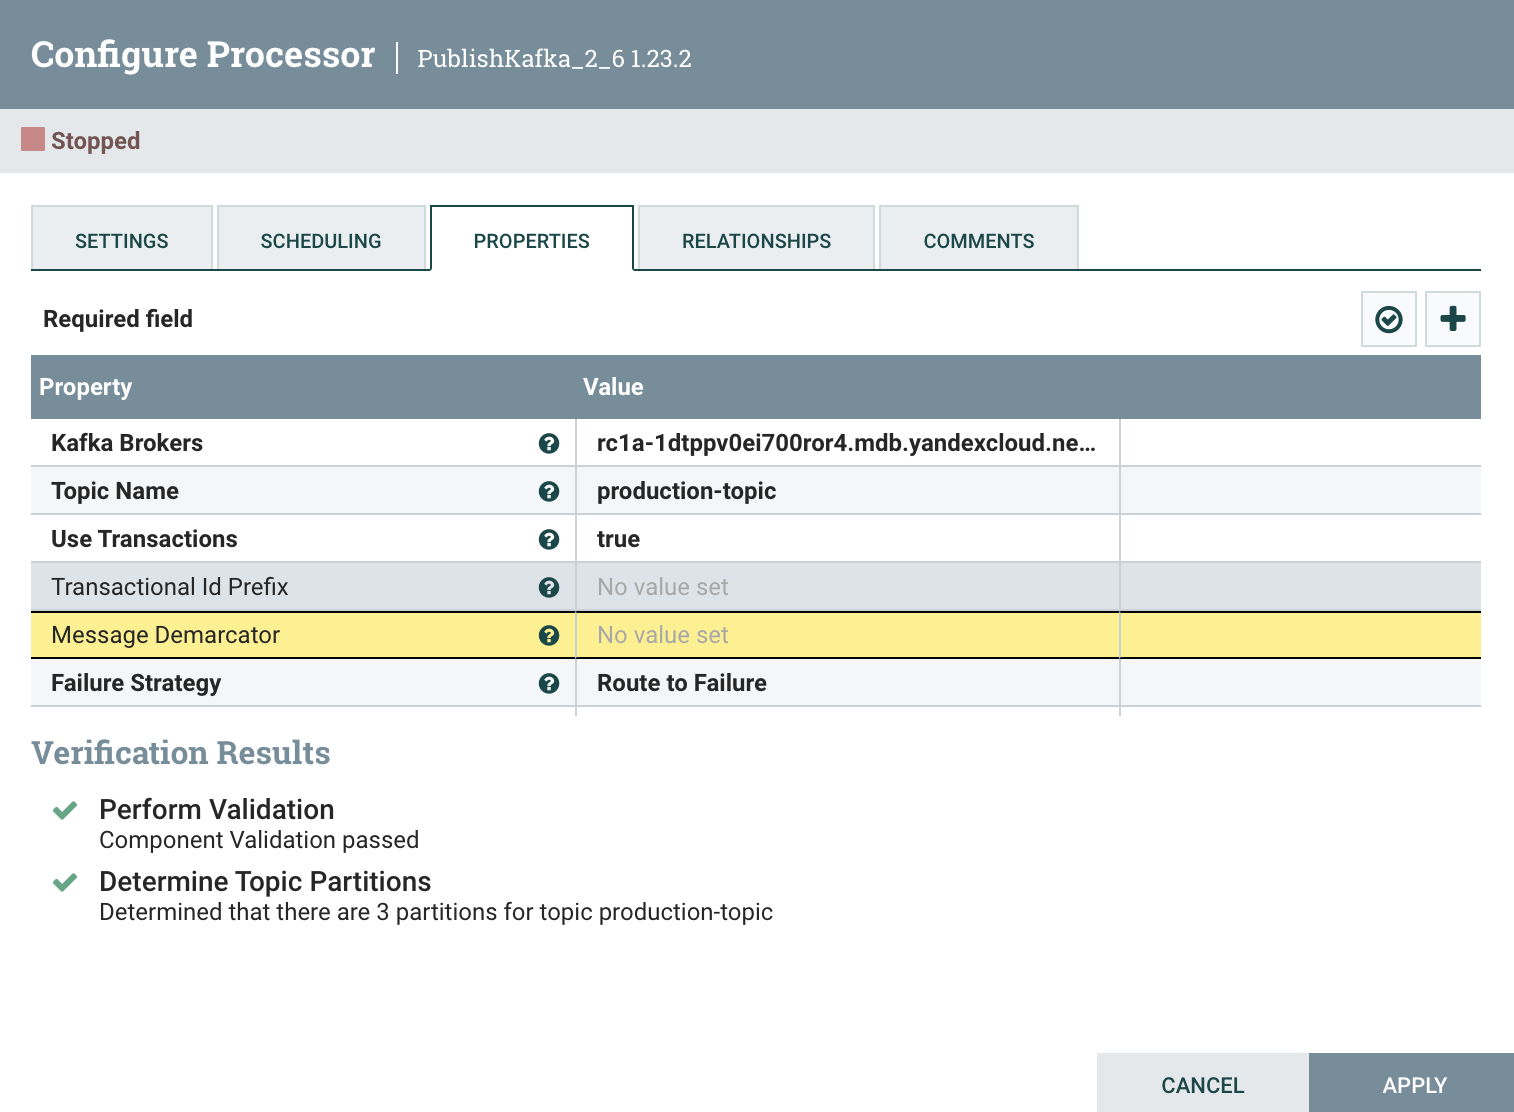 Configure Processor | PublishKafka_2_6 1.23.2
Stopped
SETTINGS SCHEDULING PROPERTIES RELATIONSHIPS COMMENTS
Required field
Property Value
Kafka Brokers rc1a-1dtppv0ei700ror4.mdb.yandexcloud.ne...
Topic Name production-topic
Use Transactions true
Transactional Id Prefix No value set
Message Demarcator No value set
Failure Strategy Route to Failure
Verification Results
Perform Validation
Component Validation passed
Determine Topic Partitions
Determined that there are 3 partitions for topic production-topic
CANCEL APPLY